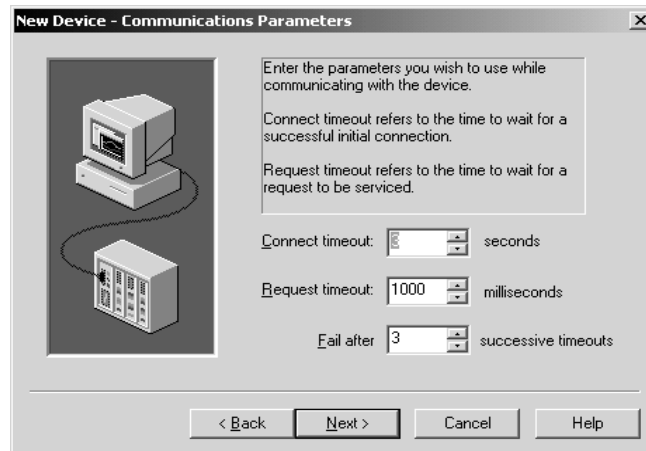 New Device - Communications Parameters
Enter the parameters you wish to use while
communicating with the device.
Connect timeout refers to the time to wait for a
successful initial connection.
Request timeout refers to the time to wait for a
request to be serviced.
Connect timeout: 3 seconds
Request timeout: 1000 milliseconds
Fail after 3 successive timeouts
< Back Next > Cancel Help